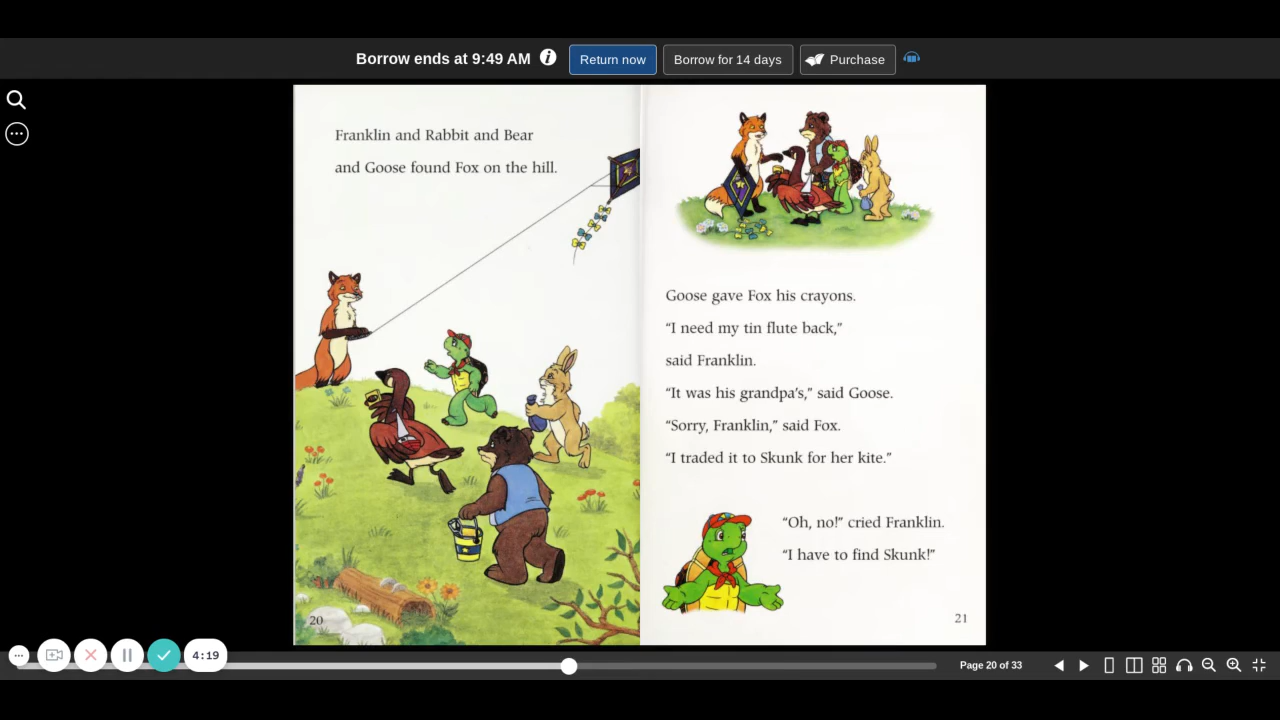 Borrow ends at 9:49 AM
Return now
Borrow for 14 days
Purchase
Franklin and Rabbit and Bear
and Goose found Fox on the hill.
20
Goose gave Fox his crayons.
“I need my tin flute back,”
said Franklin.
“It was his grandpa’s,” said Goose.
“Sorry, Franklin,” said Fox.
“I traded it to Skunk for her kite.”
“Oh, no!” cried Franklin.
“I have to find Skunk!”
21
4:19
Page 20 of 33